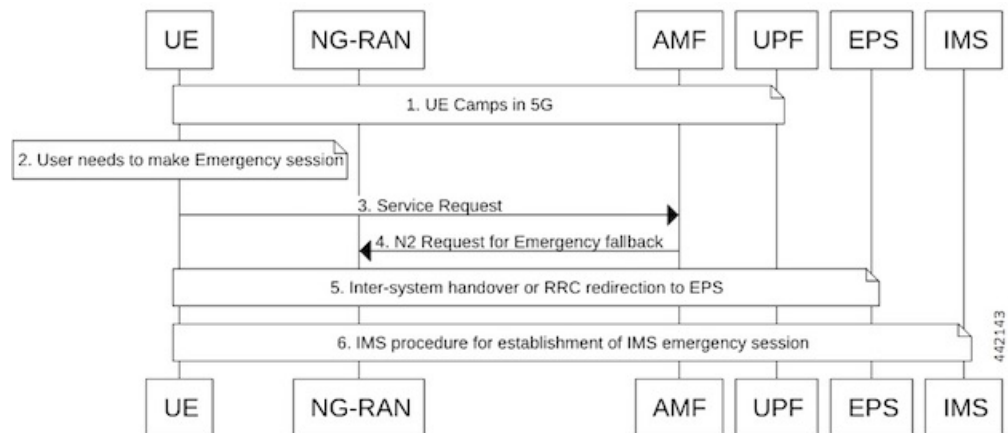 UE NG-RAN AMF UPF EPS IMS
1. UE Camps in 5G
2. User needs to make Emergency session
3. Service Request
4. N2 Request for Emergency fallback
5. Inter-system handover or RRC redirection to EPS
6. IMS procedure for establishment of IMS emergency session
442143
UE NG-RAN AMF UPF EPS IMS